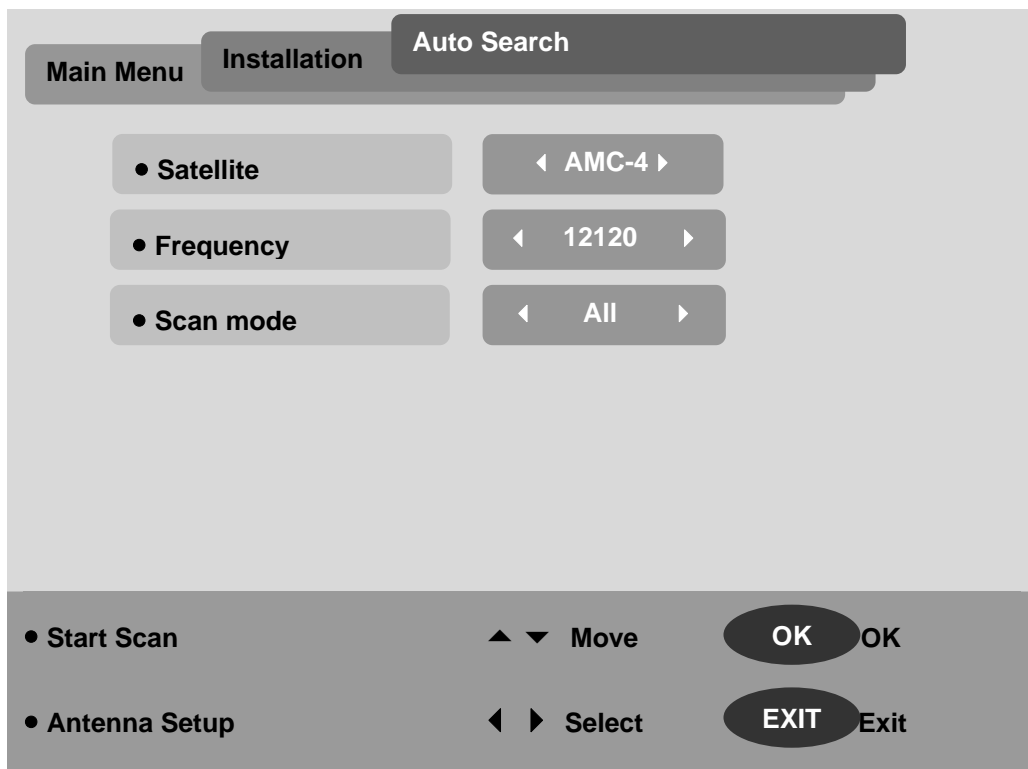 Main Menu Installation Auto Search
● Satellite AMC-4
● Frequency 12120
● Scan mode All
● Start Scan Move OK OK
● Antenna Setup Select EXIT Exit